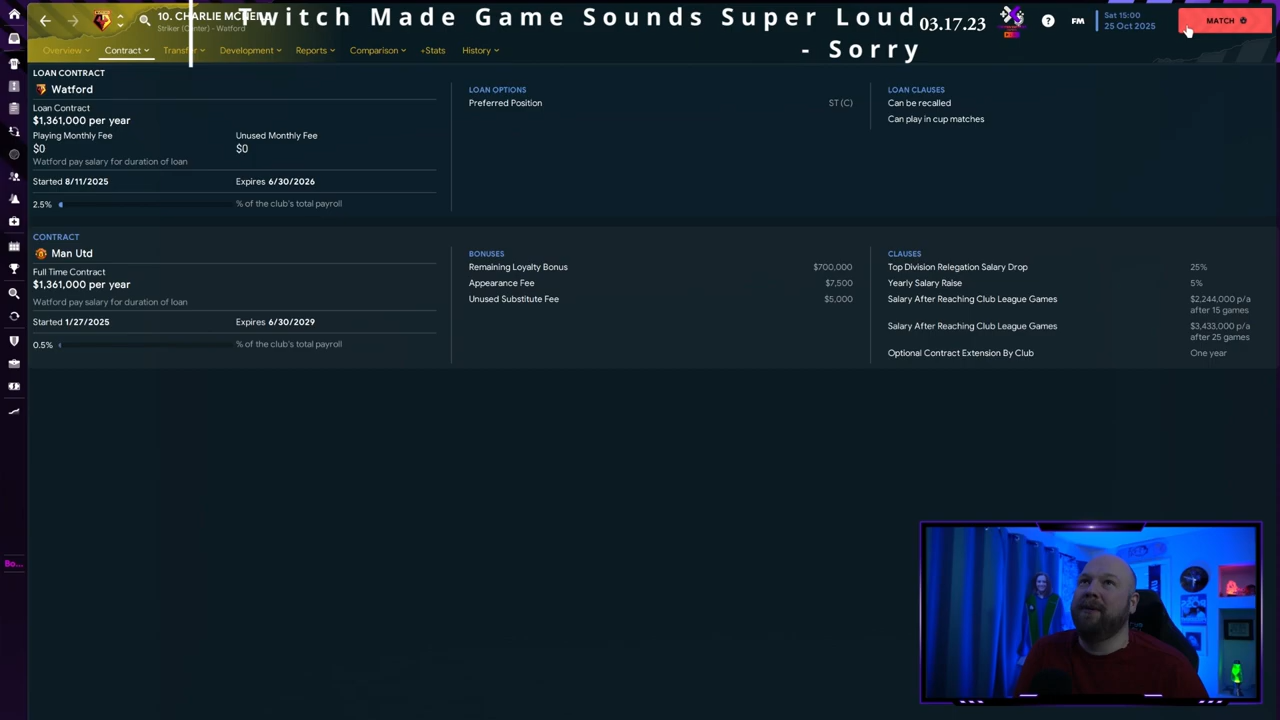 10. CHARLIE MCNEILL
Striker (Center) - Watford
Twitch Made Game Sounds Super Loud
- Sorry
03.17.23
FM
Sat 15:00
25 Oct 2025
MATCH
Overview
Contract
Transfer
Development
Reports
Comparison
+Stats
History
LOAN CONTRACT
Watford
Loan Contract
$1,361,000 per year
Playing Monthly Fee
Unused Monthly Fee
$0
$0
Watford pay salary for duration of loan
Started 8/11/2025
Expires 6/30/2026
2.5%
% of the club's total payroll
LOAN OPTIONS
Preferred Position
ST (C)
LOAN CLAUSES
Can be recalled
Can play in cup matches
CONTRACT
Man Utd
Full Time Contract
$1,361,000 per year
Watford pay salary for duration of loan
Started 1/27/2025
Expires 6/30/2029
0.5%
% of the club's total payroll
BONUSES
Remaining Loyalty Bonus
$700,000
Appearance Fee
$7,500
Unused Substitute Fee
$5,000
CLAUSES
Top Division Relegation Salary Drop
25%
Yearly Salary Raise
5%
Salary After Reaching Club League Games
$2,244,000 p/a
after 15 games
Salary After Reaching Club League Games
$3,433,000 p/a
after 25 games
Optional Contract Extension By Club
One year
Bo...